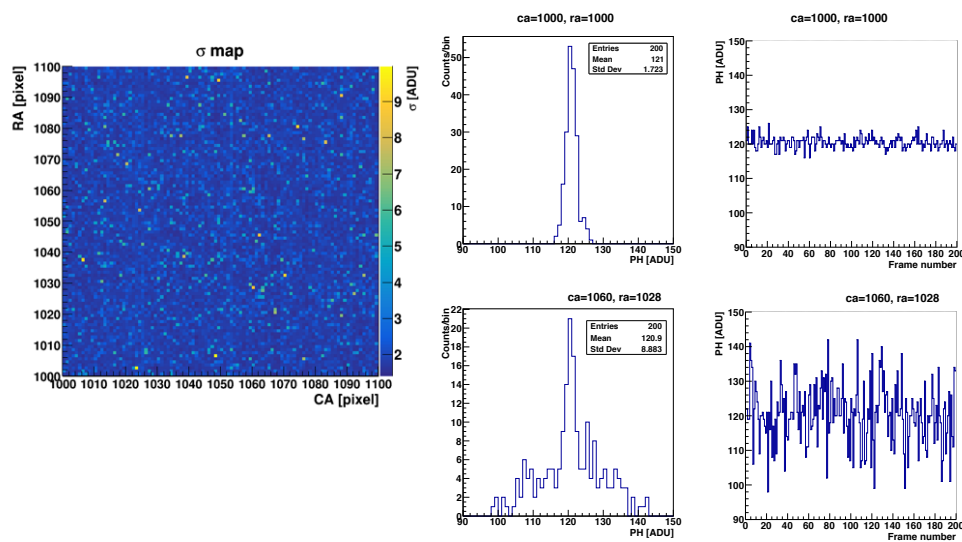 σ map
RA [pixel]
1100
1090
1080
1070
1060
1050
1040
1030
1020
1010
1000
1000 1010 1020 1030 1040 1050 1060 1070 1080 1090 1100
CA [pixel]
9
8
7
6
5
4
3
2
σ [ADU]
ca=1000, ra=1000
Counts/bin
50
40
30
20
10
0
90 100 110 120 130 140 150
PH [ADU]
Entries 200
Mean 121
Std Dev 1.723
ca=1000, ra=1000
PH [ADU]
150
140
130
120
110
100
90
0 20 40 60 80 100 120 140 160 180 200
Frame number
ca=1060, ra=1028
Counts/bin
22
20
18
16
14
12
10
8
6
4
2
0
90 100 110 120 130 140 150
PH [ADU]
Entries 200
Mean 120.9
Std Dev 8.883
ca=1060, ra=1028
PH [ADU]
150
140
130
120
110
100
90
0 20 40 60 80 100 120 140 160 180 200
Frame number